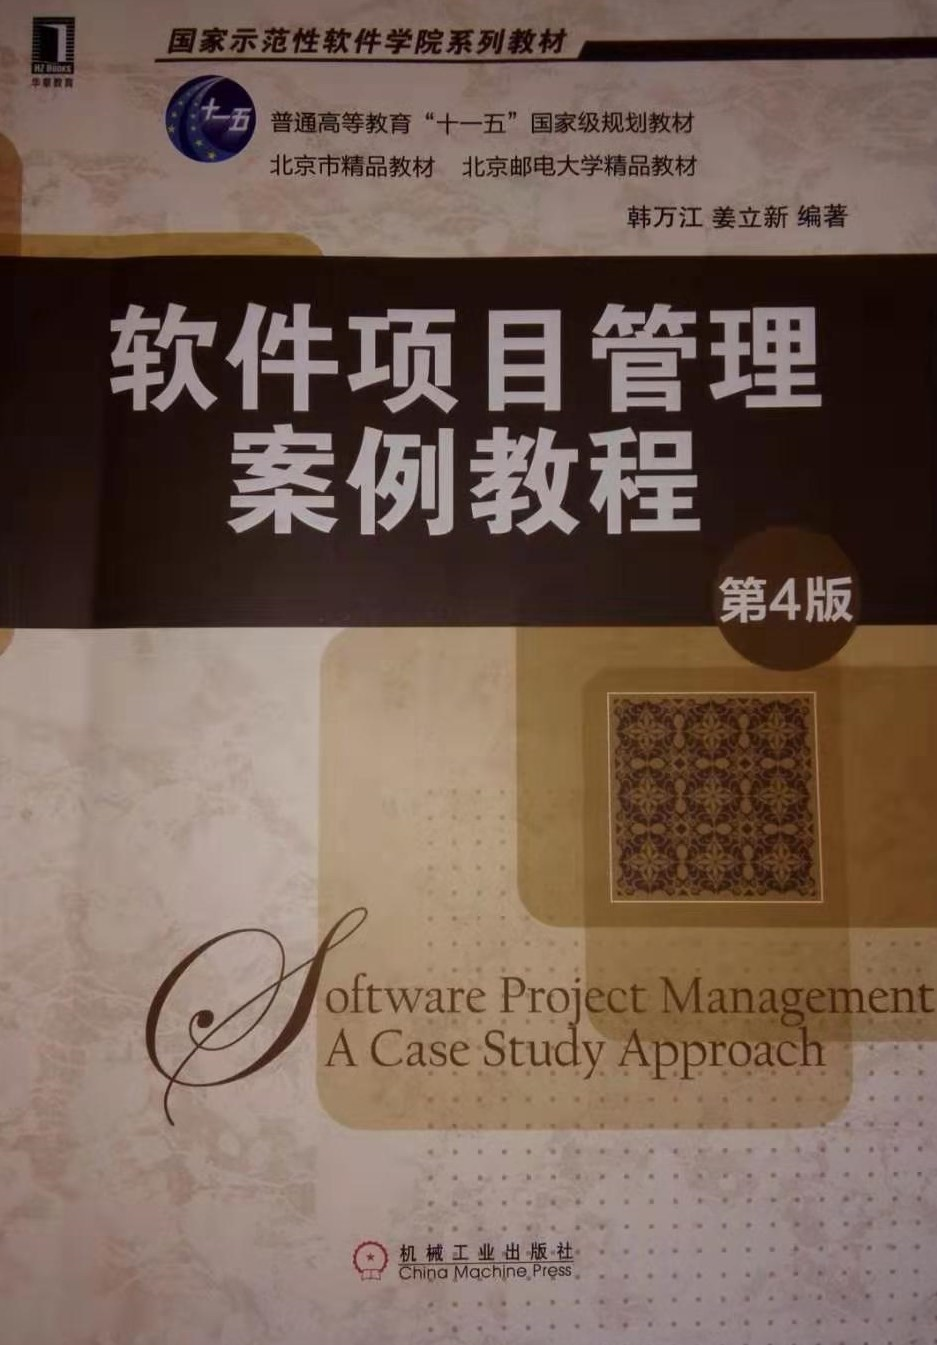 国家示范性软件学院系列教材
HZ Books
华章教育
十一五
普通高等教育“十一五”国家级规划教材
北京市精品教材 北京邮电大学精品教材
韩万江 姜立新 编著
软件项目管理
案例教程
第4版
Software Project Management
A Case Study Approach
机械工业出版社
China Machine Press